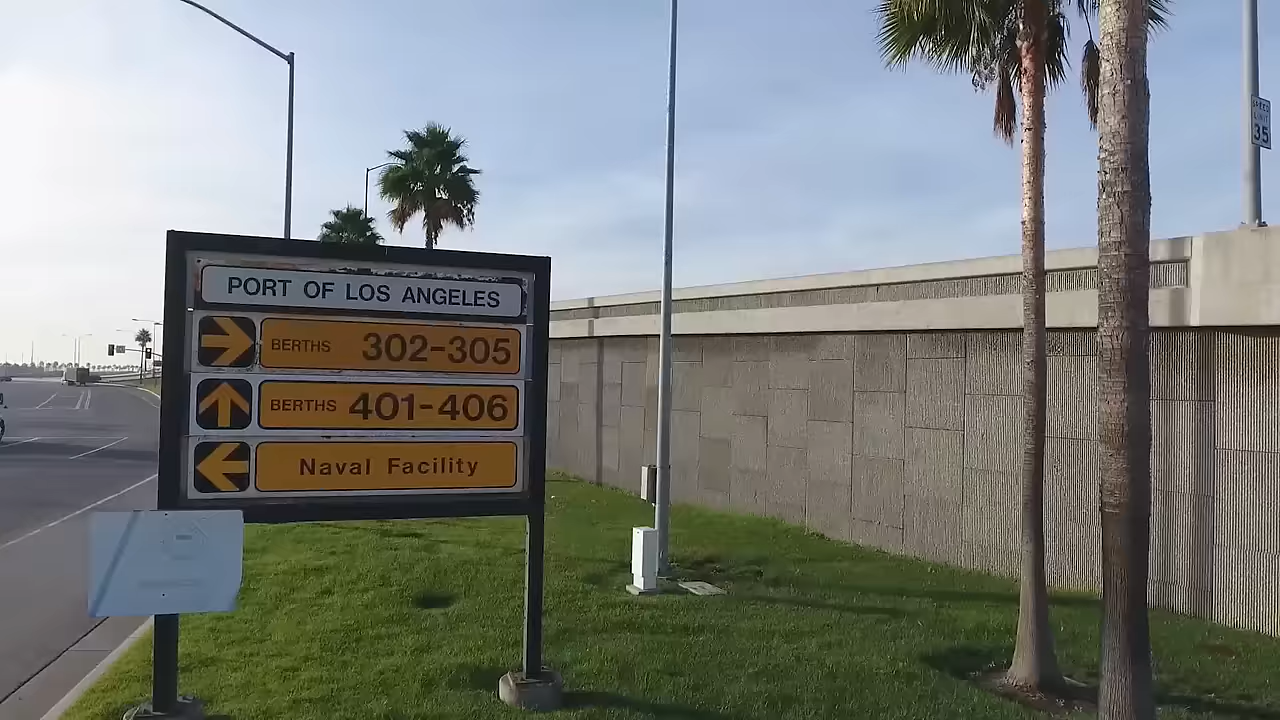 PORT OF LOS ANGELES
BERTHS 302-305
BERTHS 401-406
Naval Facility
SPEED
LIMIT
35